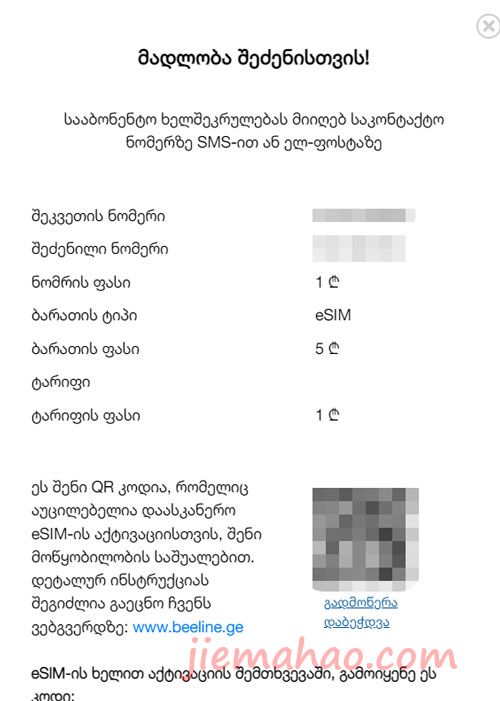 მადლობა შეძენისთვის!
სააბონენტო ხელშეკრულებას მიიღებ საკონტაქტო
ნომერზე SMS-ით ან ელ-ფოსტაზე
შეკვეთის ნომერი
შეძენილი ნომერი
ნომრის ფასი 1 ₾
ბარათის ტიპი eSIM
ბარათის ფასი 5 ₾
ტარიფი
ტარიფის ფასი 1 ₾
ეს შენი QR კოდია, რომელიც
აუცილებელია დაასკანერო
eSIM-ის აქტივაციისთვის, შენი
მოწყობილობის საშუალებით.
დეტალურ ინსტრუქციას
შეგიძლია გაეცნო ჩვენს
ვებგვერდზე: www.beeline.ge
გადმოწერა
დაბეჭდვა
jiemahao.com
eSIM-ის ხელით აქტივაციის შემთხვევაში, გამოიყენე ეს
კოდი: